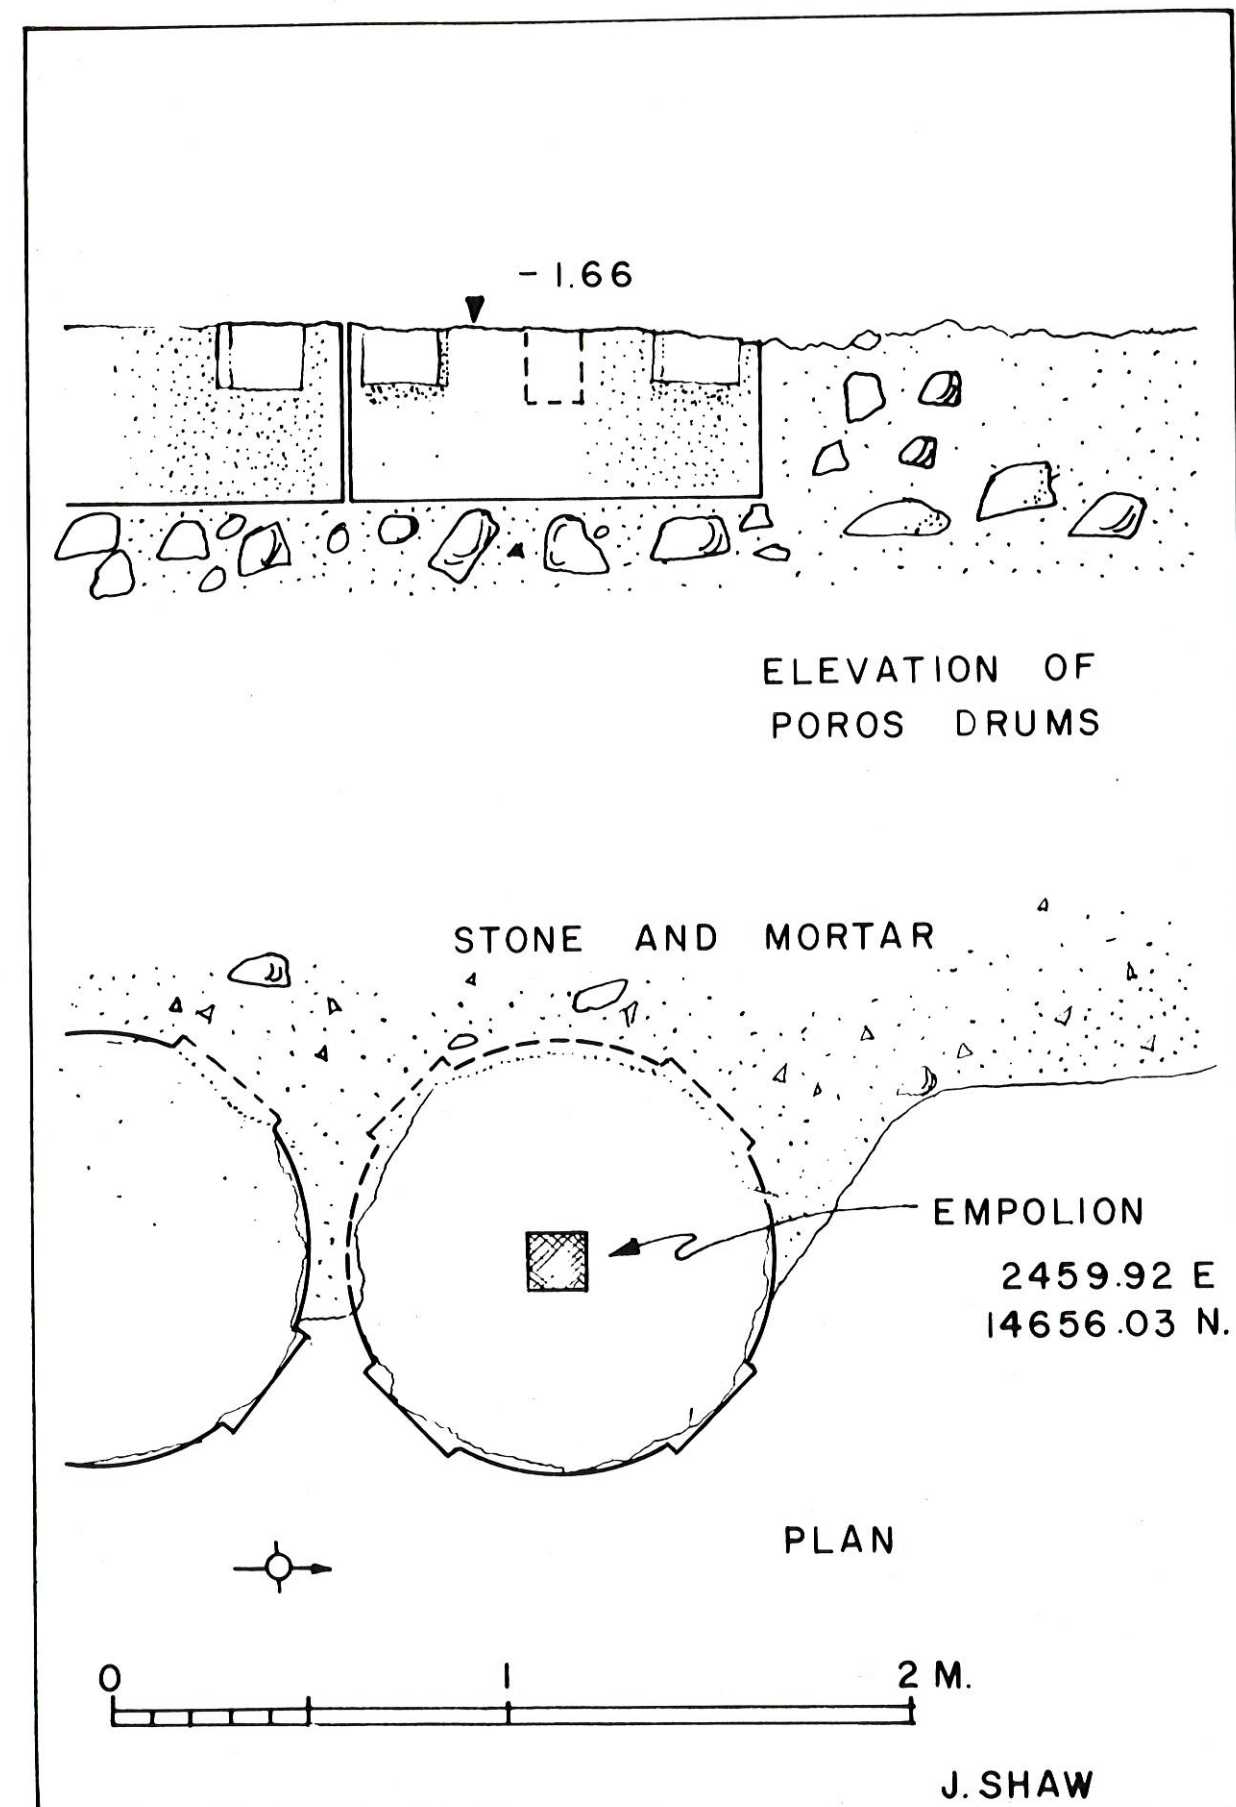 - 1.66
ELEVATION OF
POROS DRUMS
STONE AND MORTAR
EMPOLION
2459.92 E
14656.03 N.
PLAN
0 1 2 M.
J. SHAW